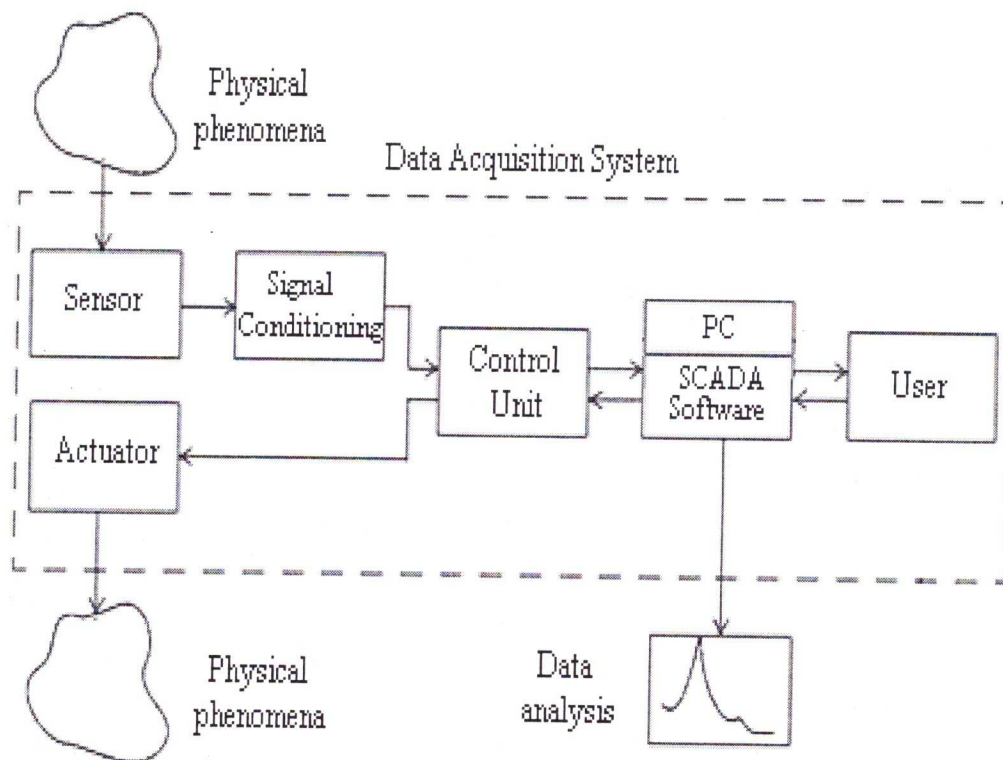 Physical
phenomena
Data Acquisition System
Sensor
Signal
Conditioning
Control
Unit
PC
SCADA
Software
User
Actuator
Physical
phenomena
Data
analysis